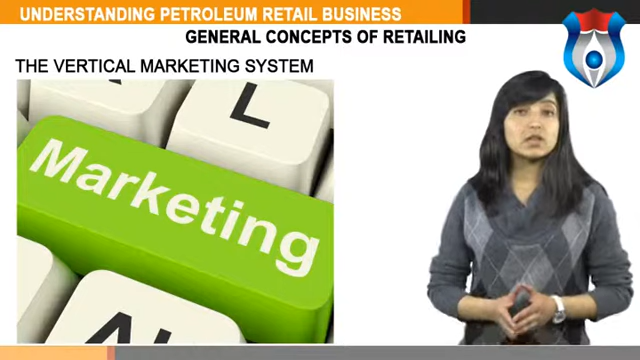 UNDERSTANDING PETROLEUM RETAIL BUSINESS
GENERAL CONCEPTS OF RETAILING
THE VERTICAL MARKETING SYSTEM
L
Marketing